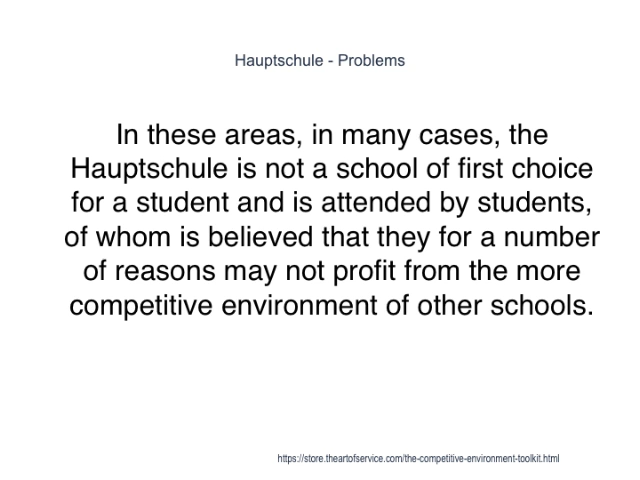 Hauptschule - Problems
In these areas, in many cases, the
Hauptschule is not a school of first choice
for a student and is attended by students,
of whom is believed that they for a number
of reasons may not profit from the more
competitive environment of other schools.
https://store.theartofservice.com/the-competitive-environment-toolkit.html